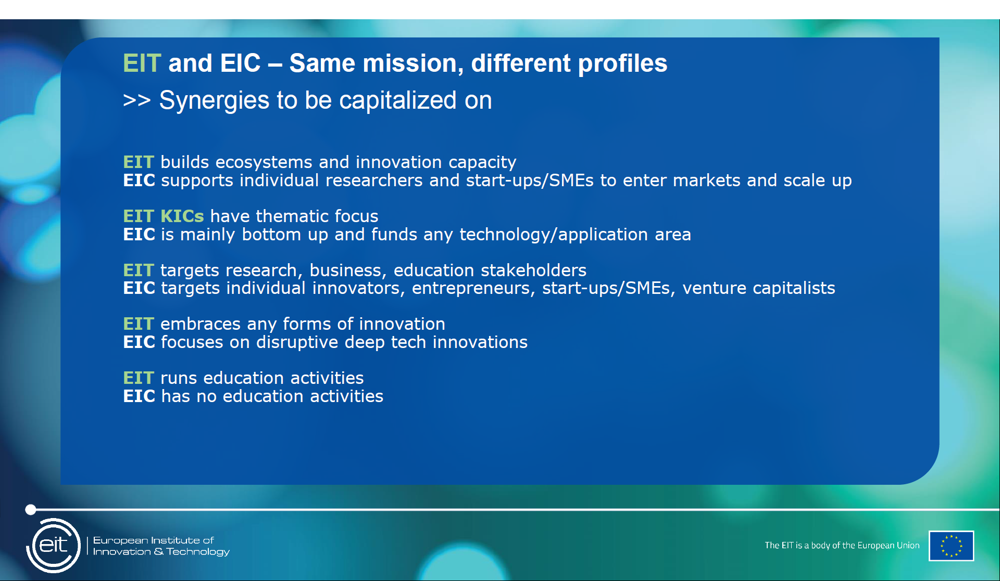 EIT and EIC – Same mission, different profiles
>> Synergies to be capitalized on
EIT builds ecosystems and innovation capacity
EIC supports individual researchers and start-ups/SMEs to enter markets and scale up
EIT KICs have thematic focus
EIC is mainly bottom up and funds any technology/application area
EIT targets research, business, education stakeholders
EIC targets individual innovators, entrepreneurs, start-ups/SMEs, venture capitalists
EIT embraces any forms of innovation
EIC focuses on disruptive deep tech innovations
EIT runs education activities
EIC has no education activities
eit
European Institute of
Innovation & Technology
The EIT is a body of the European Union